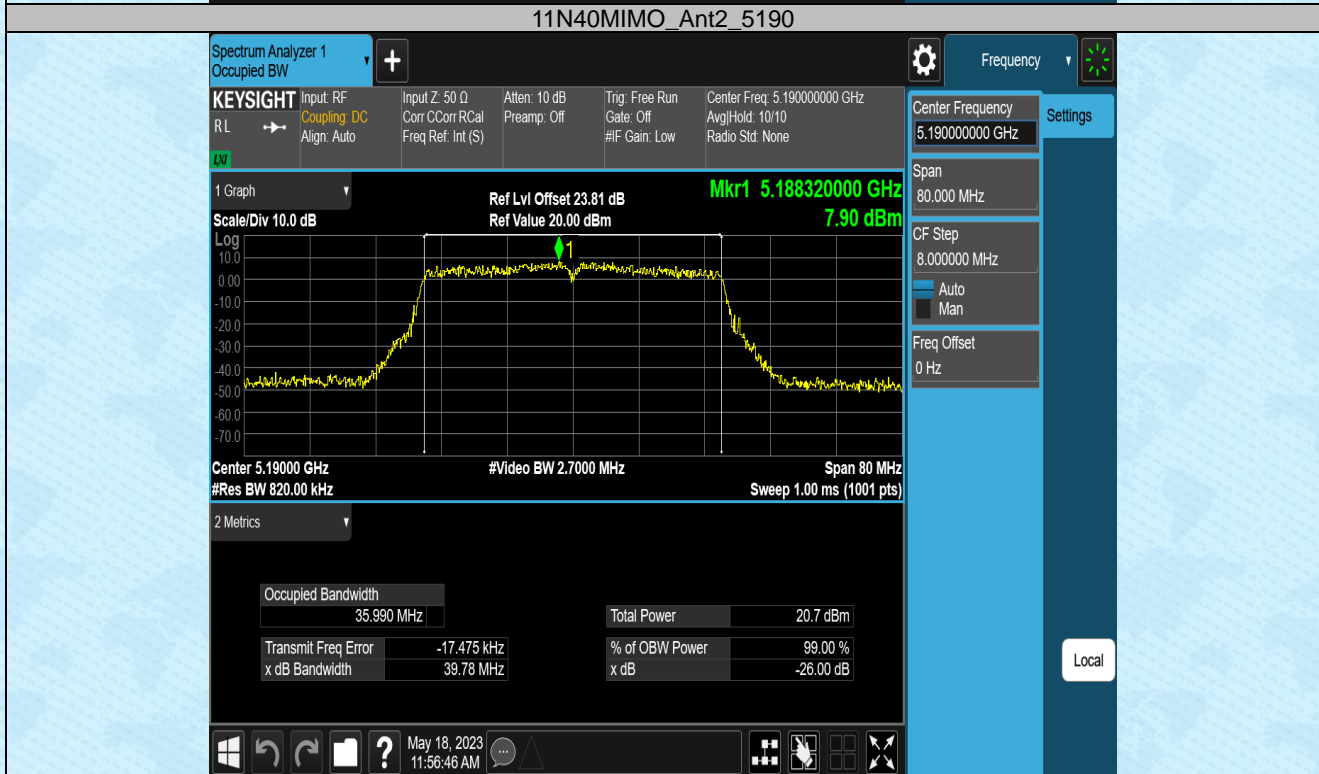 11N40MIMO_Ant2_5190
Spectrum Analyzer 1
Occupied BW
Frequency
KEYSIGHT
RL
LXI
Input: RF
Coupling: DC
Align: Auto
Input Z: 50 Ω
Corr CCorr RCal
Freq Ref: Int (S)
Atten: 10 dB
Preamp: Off
Trig: Free Run
Gate: Off
#IF Gain: Low
Center Freq: 5.190000000 GHz
Avg|Hold: 10/10
Radio Std: None
Center Frequency
5.190000000 GHz
Settings
Span
80.000 MHz
CF Step
8.000000 MHz
Auto
Man
Freq Offset
0 Hz
1 Graph
Scale/Div 10.0 dB
Ref Lvl Offset 23.81 dB
Ref Value 20.00 dBm
Mkr1 5.188320000 GHz
7.90 dBm
Log
10.0
0.00
-10.0
-20.0
-30.0
-40.0
-50.0
-60.0
-70.0
1
Center 5.19000 GHz
#Video BW 2.7000 MHz
Span 80 MHz
#Res BW 820.00 kHz
Sweep 1.00 ms (1001 pts)
2 Metrics
Occupied Bandwidth
35.990 MHz
Total Power 20.7 dBm
Transmit Freq Error -17.475 kHz
% of OBW Power 99.00 %
x dB Bandwidth 39.78 MHz
x dB -26.00 dB
Local
May 18, 2023
11:56:46 AM